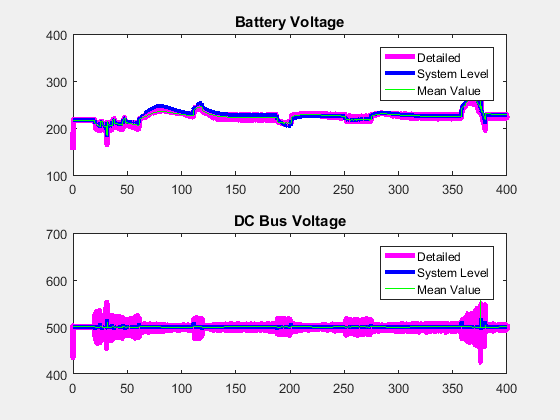 Battery Voltage
400
300
200
100
Detailed
System Level
Mean Value
0 50 100 150 200 250 300 350 400
DC Bus Voltage
700
600
500
400
Detailed
System Level
Mean Value
0 50 100 150 200 250 300 350 400